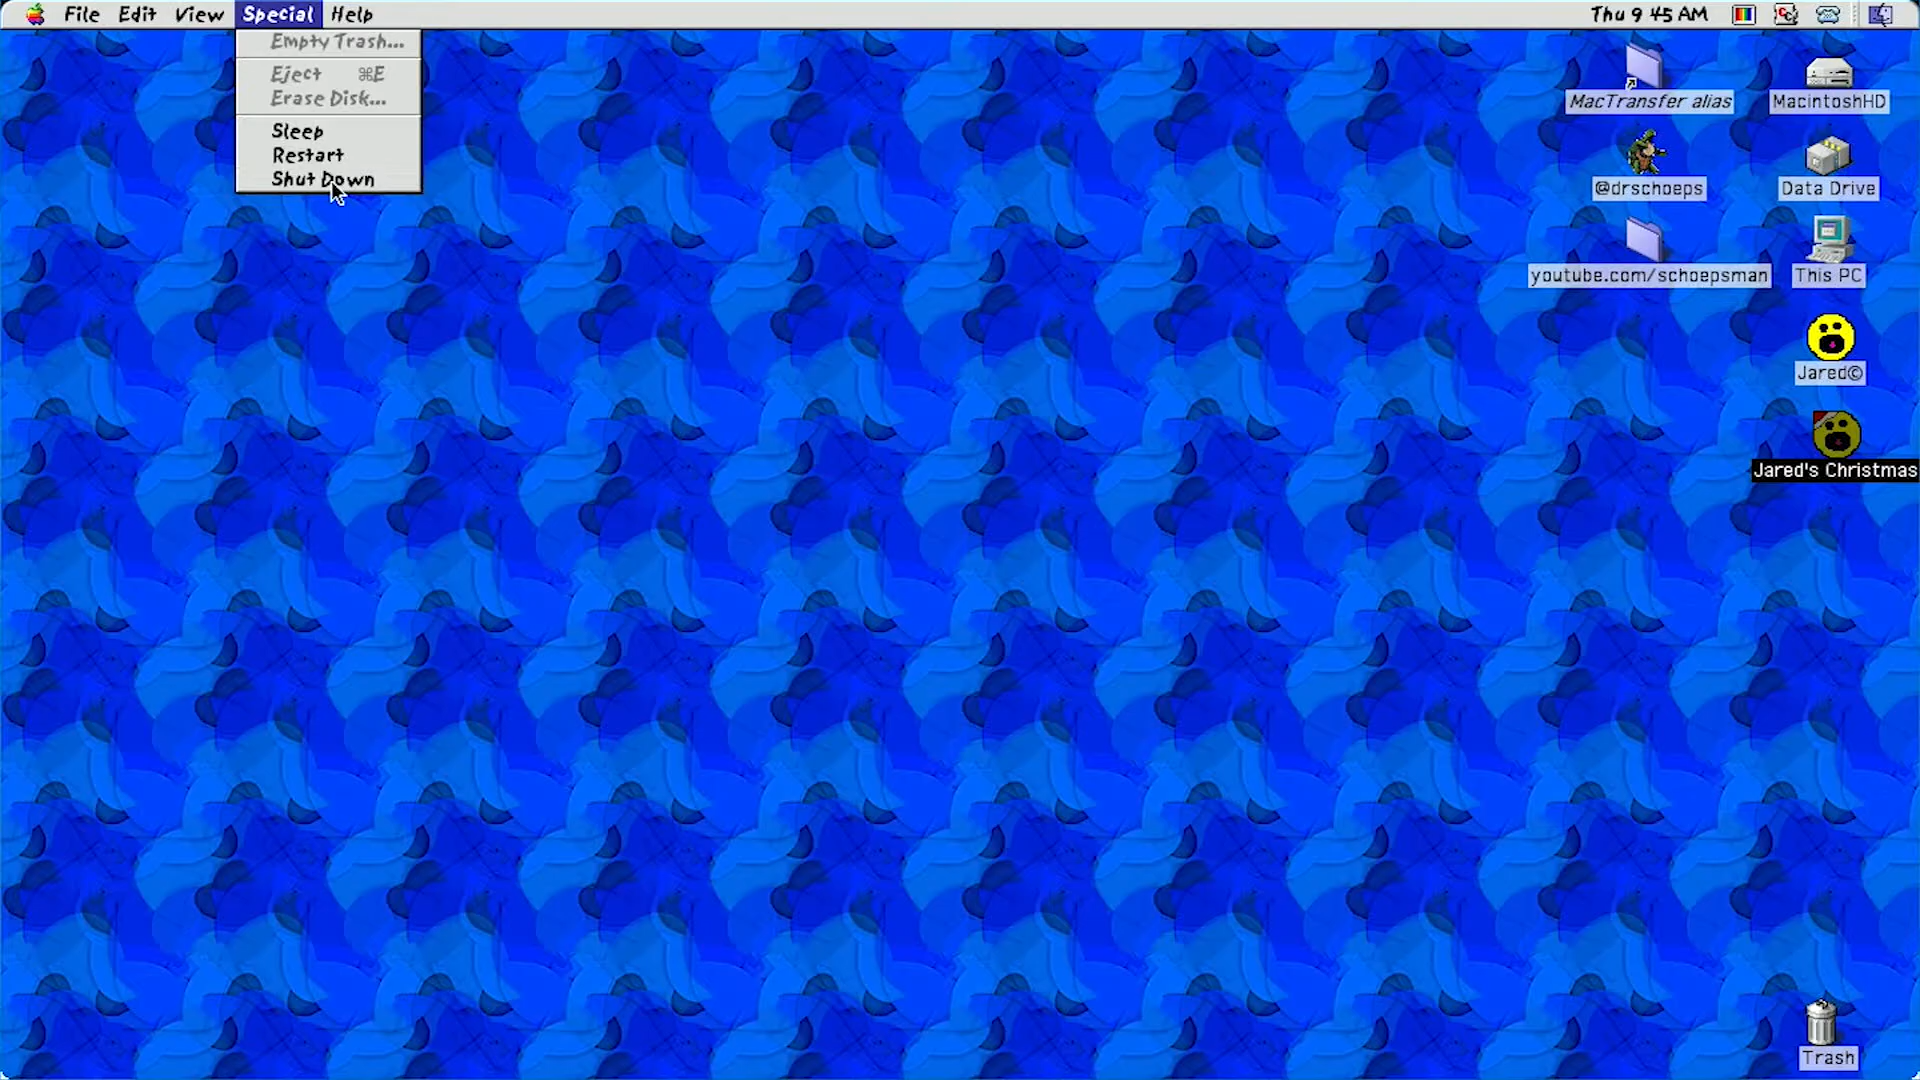 File Edit View Special Help
Thu 9 45 AM
Empty Trash...
Eject ⌘E
Erase Disk...
Sleep
Restart
Shut Down
MacTransfer alias
MacintoshHD
@drschoeps
Data Drive
youtube.com/schoepsman
This PC
Jared©
Jared's Christmas
Trash